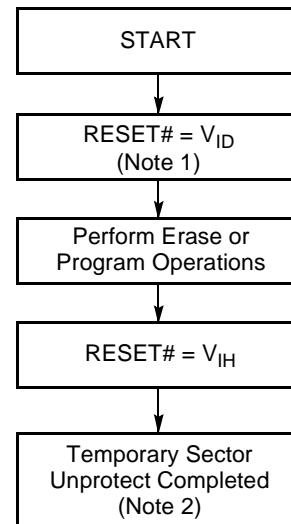 START
RESET# = VID
(Note 1)
Perform Erase or
Program Operations
RESET# = VIH
Temporary Sector
Unprotect Completed
(Note 2)